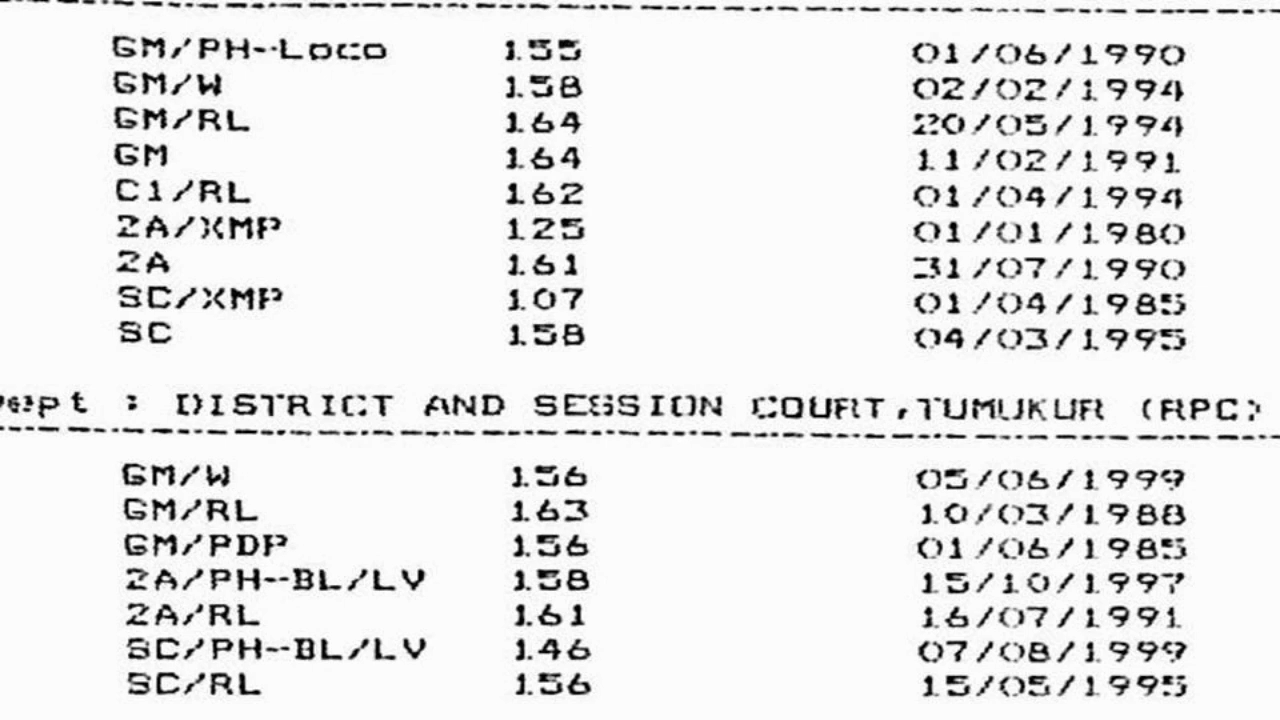 GM/PH-Loco 155 01/06/1990
GM/W 158 02/02/1994
GM/RL 164 20/05/1994
GM 164 11/02/1991
C1/RL 162 01/04/1994
2A/XMP 125 01/01/1980
2A 161 31/07/1990
SC/XMP 107 01/04/1985
SC 158 04/03/1995
ept : DISTRICT AND SESSION COURT,TUMUKUR (RPC)
GM/W 156 05/06/1999
GM/RL 163 10/03/1988
GM/PDP 156 01/06/1985
2A/PH-BL/LV 158 15/10/1997
2A/RL 161 16/07/1991
SC/PH-BL/LV 146 07/08/1999
SC/RL 156 15/05/1995